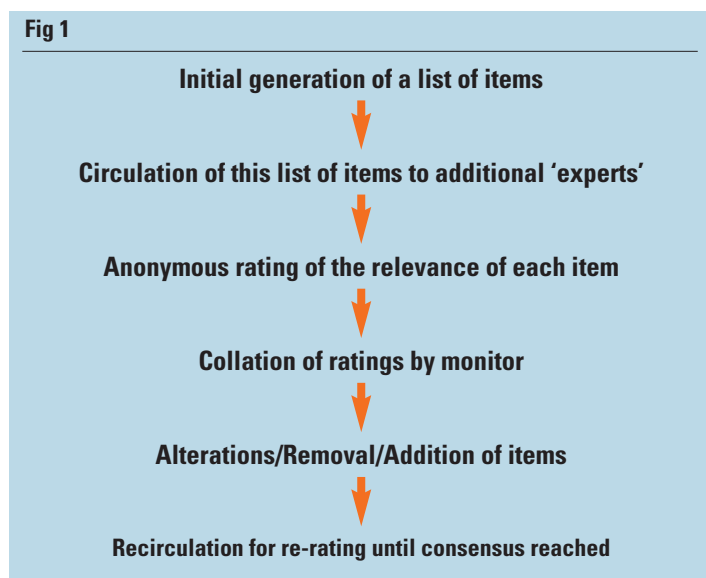 Fig 1
Initial generation of a list of items
Circulation of this list of items to additional ‘experts’
Anonymous rating of the relevance of each item
Collation of ratings by monitor
Alterations/Removal/Addition of items
Recirculation for re-rating until consensus reached